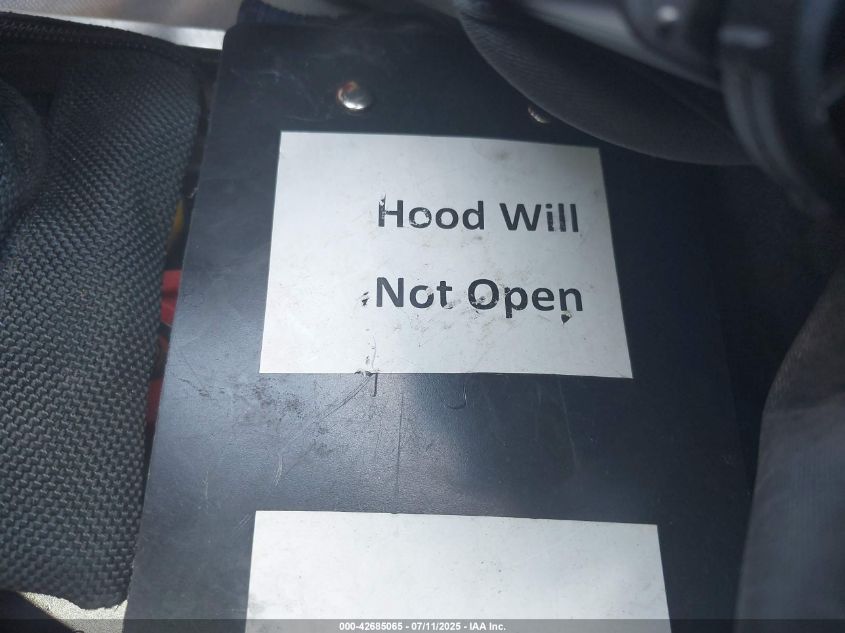 Hood Will
Not Open
000-42685065 - 07/11/2025 - IAA Inc.